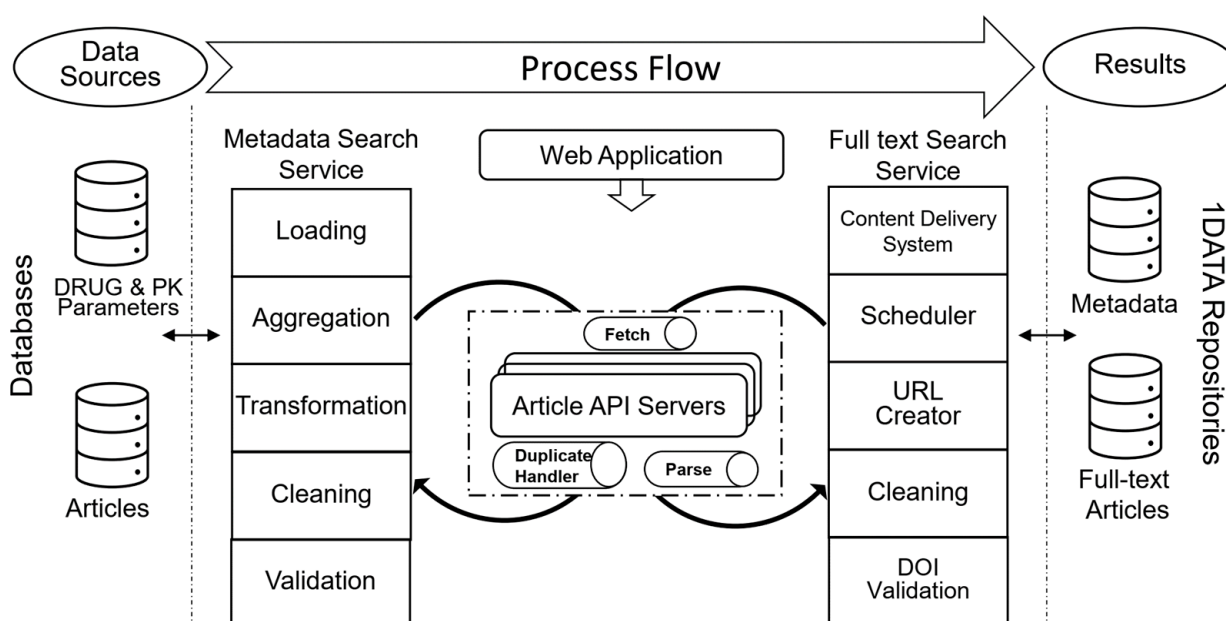 Data
Sources
Process Flow
Results
Metadada Search
Service
Web Application
Full text Search
Service
Databases
DRUG & PK
Parameters
Articles
Loading
Aggregation
Transformation
Cleaning
Validation
Fetch
Article API Servers
Duplicate
Handler
Parse
Content Delivery
System
Scheduler
URL
Creator
Cleaning
DOI
Validation
Metadata
Full-text
Articles
1DATA Repositories